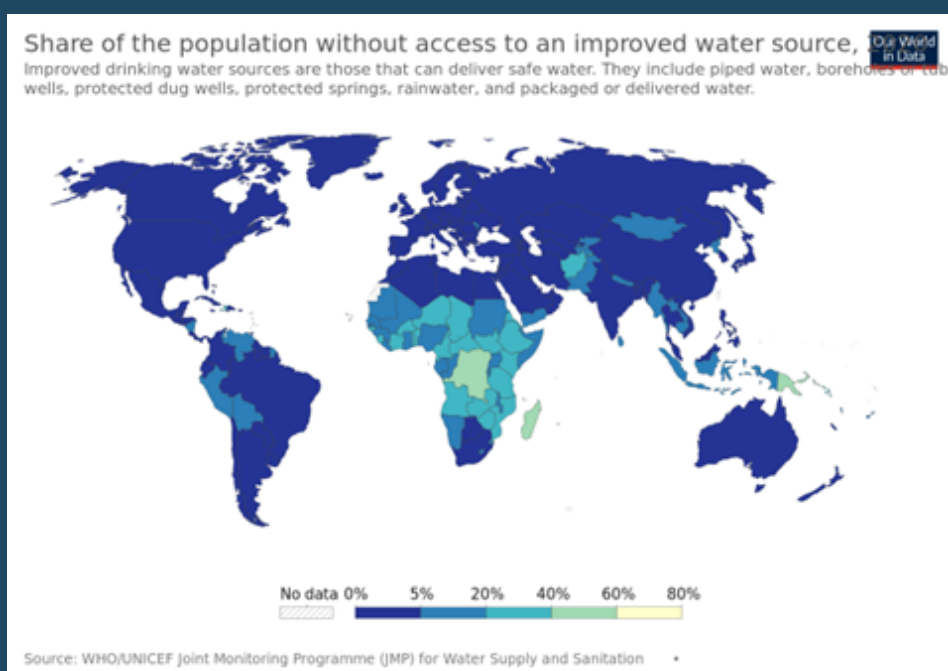 Share of the population without access to an improved water source,
Our World
in Data
Improved drinking water sources are those that can deliver safe water. They include piped water, boreholes or tub
wells, protected dug wells, protected springs, rainwater, and packaged or delivered water.
No data 0% 5% 20% 40% 60% 80%
Source: WHO/UNICEF Joint Monitoring Programme (JMP) for Water Supply and Sanitation •